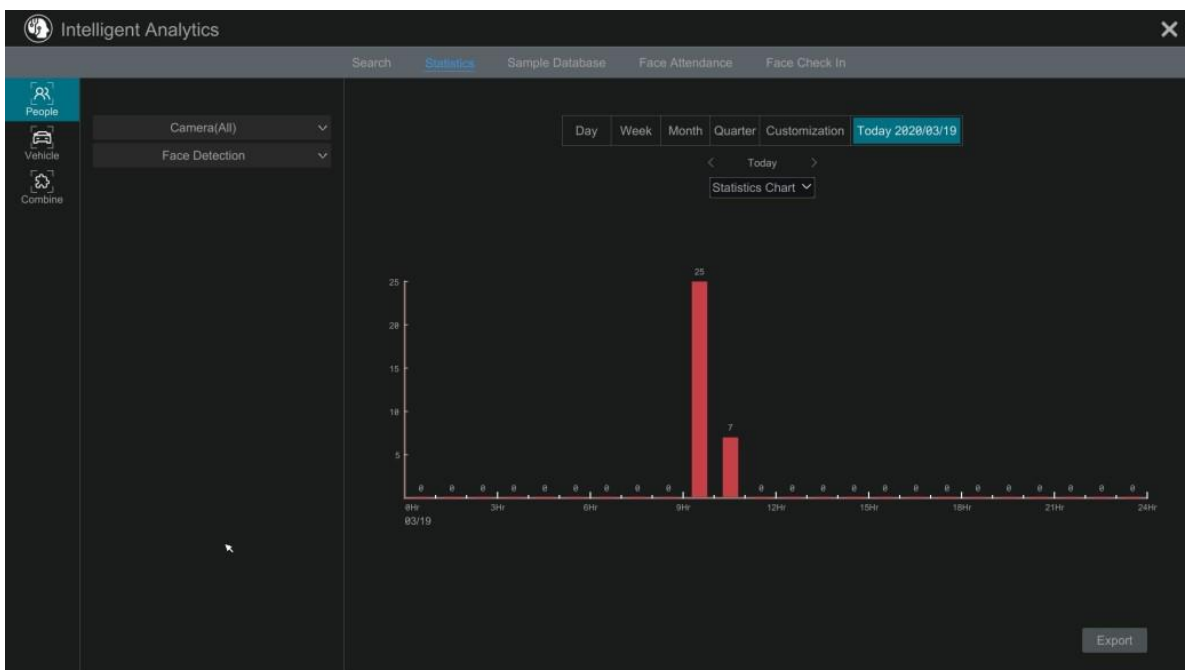 Intelligent Analytics
Search Statistics Sample Database Face Attendance Face Check In
People
Vehicle
Combine
Camera(All)
Face Detection
Day Week Month Quarter Customization Today 2020/03/19
Today
Statistics Chart
25
25
20
15
10
7
5
0 0 0 0 0 0 0 0 0 0 0 0 0 0 0 0 0 0 0 0 0 0
0Hr 3Hr 6Hr 9Hr 12Hr 15Hr 18Hr 21Hr 24Hr
03/19
Export